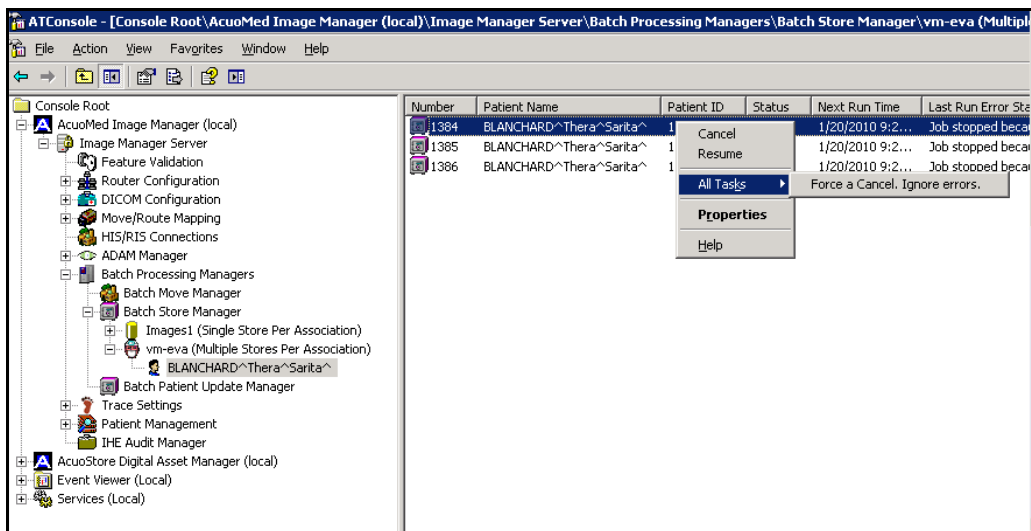 ATConsole - [Console Root\AcuoMed Image Manager (local)\Image Manager Server\Batch Processing Managers\Batch Store Manager\vm-eva (Multipl
File Action View Favorites Window Help
Console Root
AcuoMed Image Manager (local)
Image Manager Server
Feature Validation
Router Configuration
DICOM Configuration
Move/Route Mapping
HIS/RIS Connections
ADAM Manager
Batch Processing Managers
Batch Move Manager
Batch Store Manager
Images1 (Single Store Per Association)
vm-eva (Multiple Stores Per Association)
BLANCHARD^Thera^Sarita^
Batch Patient Update Manager
Trace Settings
Patient Management
IHE Audit Manager
AcuoStore Digital Asset Manager (local)
Event Viewer (Local)
Services (Local)
Number Patient Name Patient ID Status Next Run Time Last Run Error Sta
1384 BLANCHARD^Thera^Sarita^ 1 1/20/2010 9:2... Job stopped becau
1385 BLANCHARD^Thera^Sarita^ 1 1/20/2010 9:2... Job stopped becau
1386 BLANCHARD^Thera^Sarita^ 1 1/20/2010 9:2... Job stopped becau
Cancel
Resume
All Tasks
Force a Cancel. Ignore errors.
Properties
Help